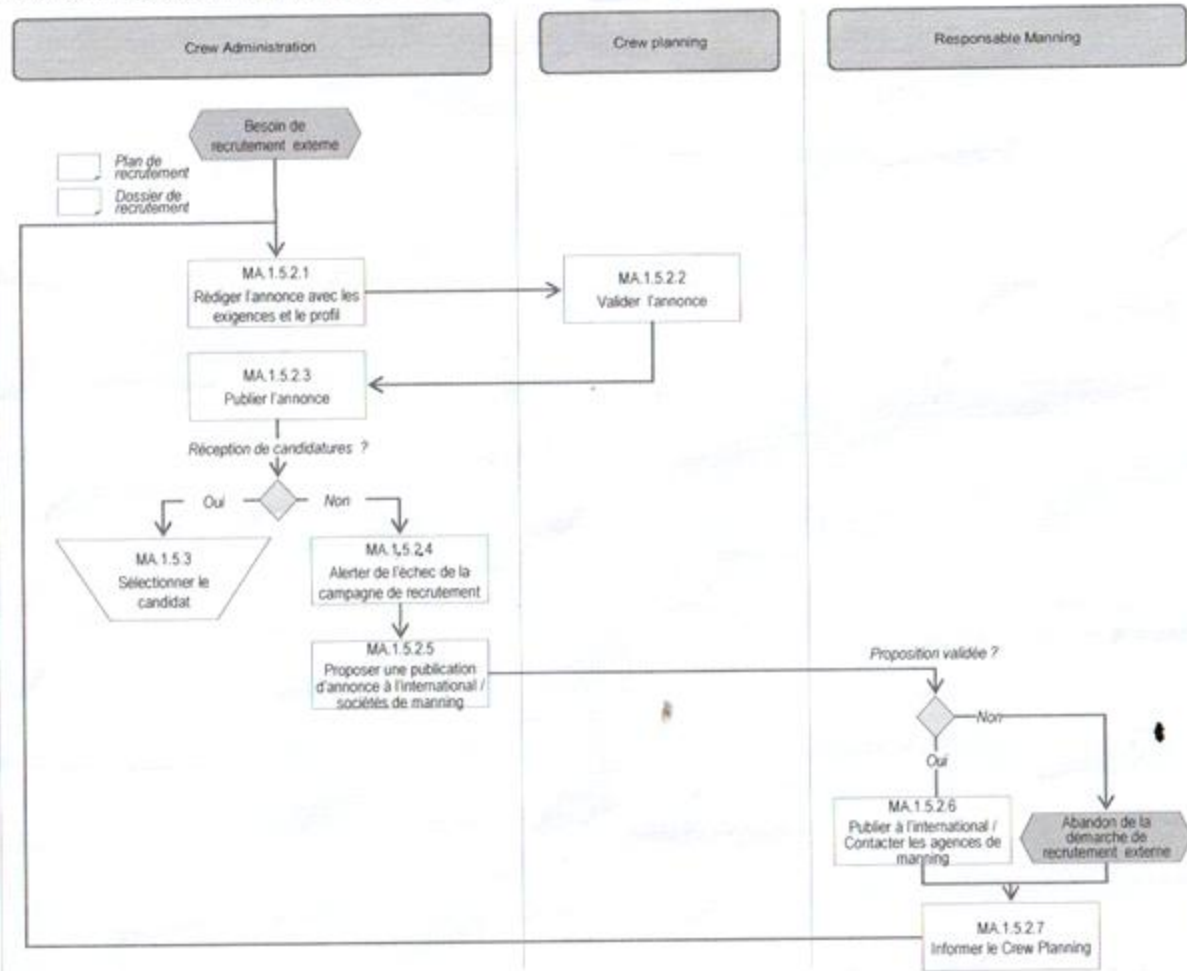 Crew Administration
Crew planning
Responsable Manning
Besoin de
recrutement externe
Plan de
recrutement
Dossier de
recrutement
MA.1.5.2.1
Rédiger l'annonce avec les
exigences et le profil
MA.1.5.2.2
Valider l'annonce
MA.1.5.2.3
Publier l'annonce
Réception de candidatures ?
Oui
Non
MA.1.5.3
Sélectionner le
candidat
MA.1.5.2.4
Alerter de l'échec de la
campagne de recrutement
MA.1.5.2.5
Proposer une publication
d'annonce à l'international /
sociétés de manning
Proposition validée ?
Non
Oui
MA.1.5.2.6
Publier à l'international /
Contacter les agences de
manning
Abandon de la
démarche de
recrutement externe
MA.1.5.2.7
Informer le Crew Planning